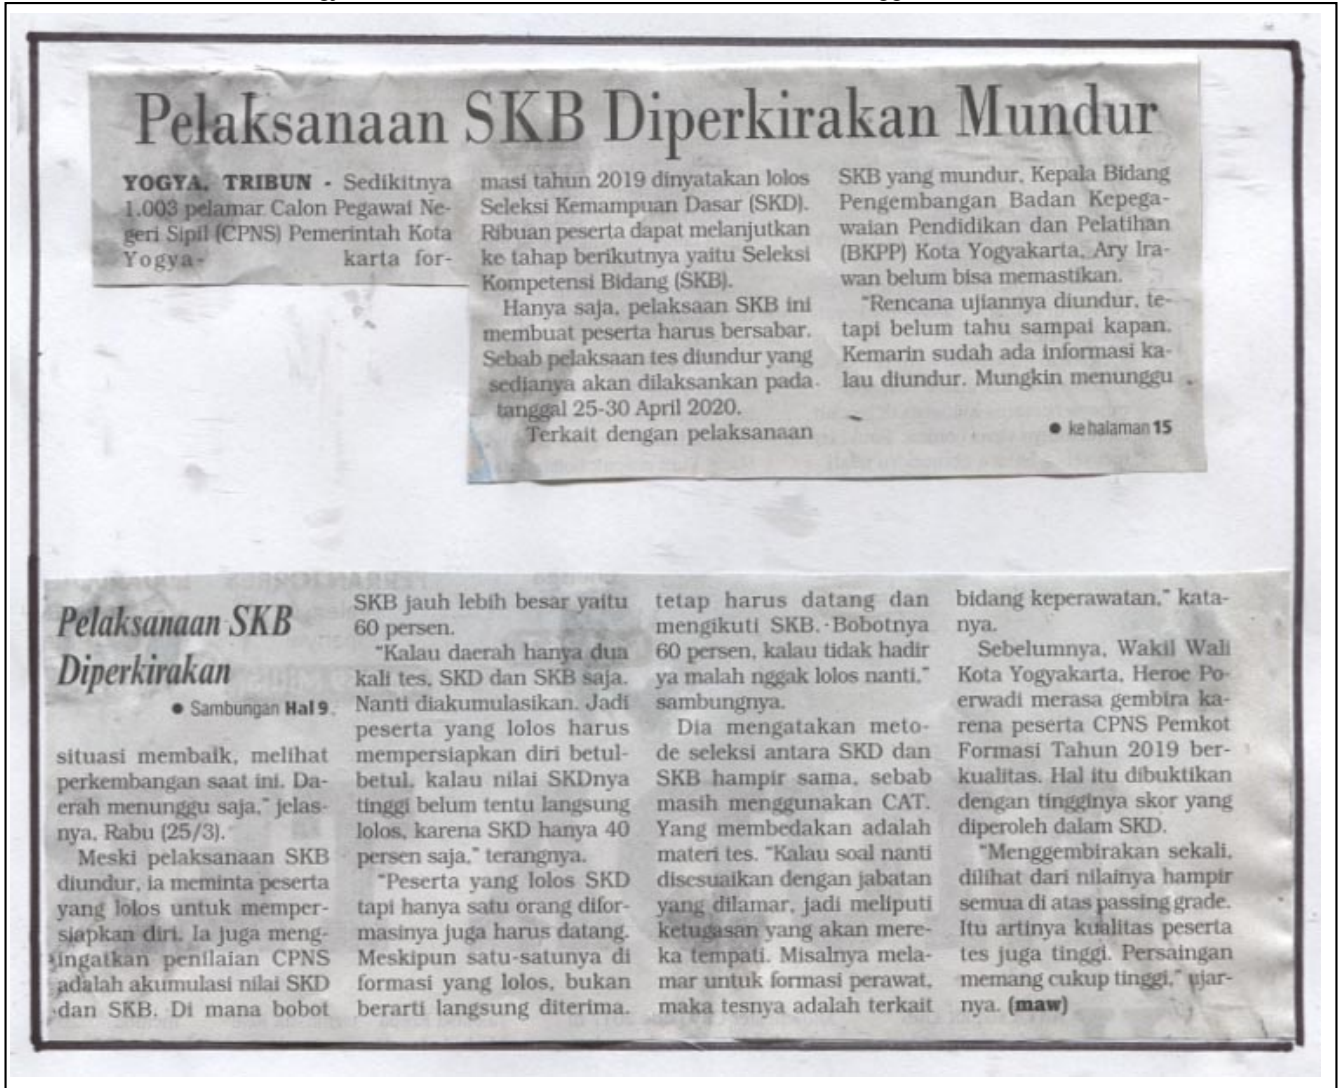 Pelaksanaan SKB Diperkirakan Mundur
YOGYA, TRIBUN - Sedikitnya
1.003 pelamar Calon Pegawai Ne-
geri Sipil (CPNS) Pemerintah Kota
Yogya- karta for-
masi tahun 2019 dinyatakan lolos
Seleksi Kemampuan Dasar (SKD).
Ribuan peserta dapat melanjutkan
ke tahap berikutnya yaitu Seleksi
Kompetensi Bidang (SKB).
Hanya saja, pelaksaan SKB ini
membuat peserta harus bersabar.
Sebab pelaksaan tes diundur yang
sedianya akan dilaksankan pada
tanggal 25-30 April 2020.
Terkait dengan pelaksanaan
SKB yang mundur, Kepala Bidang
Pengembangan Badan Kepega-
waian Pendidikan dan Pelatihan
(BKPP) Kota Yogyakarta, Ary Ira-
wan belum bisa memastikan.
"Rencana ujiannya diundur, te-
tapi belum tahu sampai kapan.
Kemarin sudah ada informasi ka-
lau diundur. Mungkin menunggu
● ke halaman 15
Pelaksanaan SKB
Diperkirakan
● Sambungan Hal 9
situasi membaik, melihat
perkembangan saat ini. Da-
erah menunggu saja," jelas-
nya, Rabu (25/3).
Meski pelaksanaan SKB
diundur, ia meminta peserta
yang lolos untuk memper-
siapkan diri. Ia juga meng-
ingatkan penilaian CPNS
adalah akumulasi nilai SKD
dan SKB. Di mana bobot
SKB jauh lebih besar yaitu
60 persen.
"Kalau daerah hanya dua
kali tes, SKD dan SKB saja.
Nanti diakumulasikan. Jadi
peserta yang lolos harus
mempersiapkan diri betul-
betul, kalau nilai SKDnya
tinggi belum tentu langsung
lolos, karena SKD hanya 40
persen saja," terangnya.
"Peserta yang lolos SKD
tapi hanya satu orang difor-
masinya juga harus datang.
Meskipun satu-satunya di
formasi yang lolos, bukan
berarti langsung diterima.
tetap harus datang dan
mengikuti SKB. Bobotnya
60 persen, kalau tidak hadir
ya malah nggak lolos nanti,"
sambungnya.
Dia mengatakan meto-
de seleksi antara SKD dan
SKB hampir sama, sebab
masih menggunakan CAT.
Yang membedakan adalah
materi tes. "Kalau soal nanti
disesuaikan dengan jabatan
yang dilamar, jadi meliputi
ketugasan yang akan mere-
ka tempati. Misalnya mela-
mar untuk formasi perawat,
maka tesnya adalah terkait
bidang keperawatan," kata-
nya.
Sebelumnya, Wakil Wali
Kota Yogyakarta, Heroe Po-
erwadi merasa gembira ka-
rena peserta CPNS Pemkot
Formasi Tahun 2019 ber-
kualitas. Hal itu dibuktikan
dengan tingginya skor yang
diperoleh dalam SKD.
"Menggembirakan sekali,
dilihat dari nilainya hampir
semua di atas passing grade.
Itu artinya kualitas peserta
tes juga tinggi. Persaingan
memang cukup tinggi," ujar-
nya. (maw)